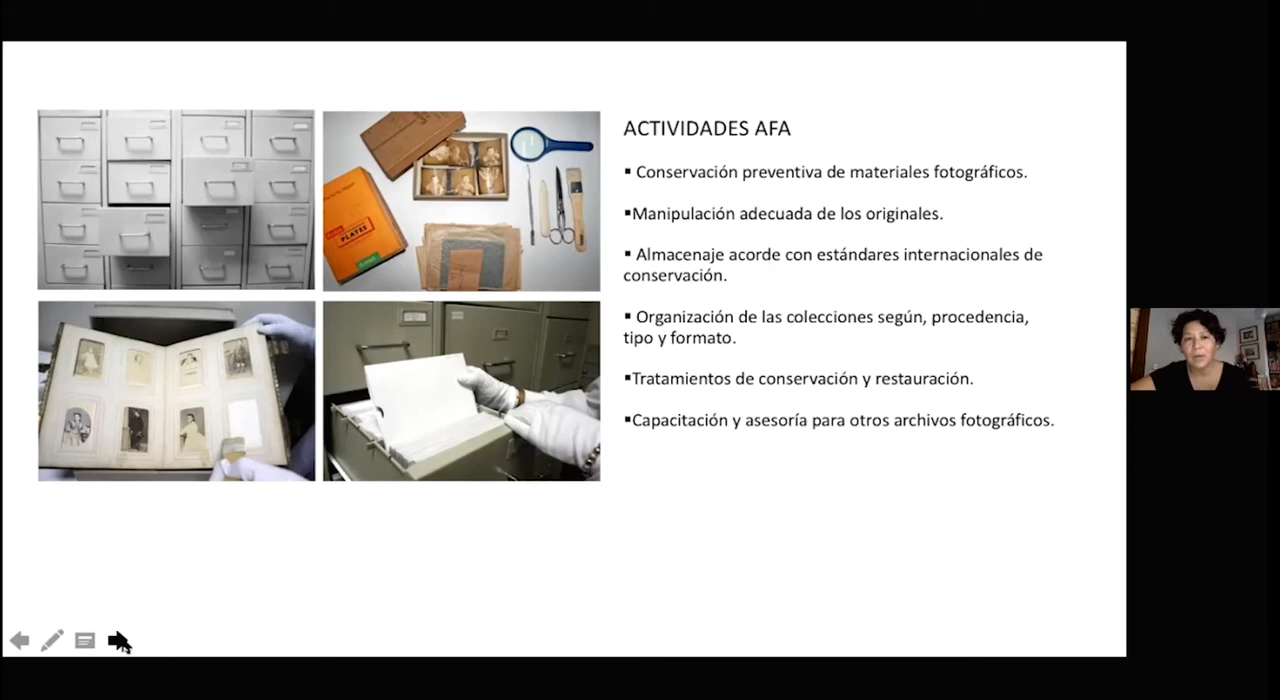 ACTIVIDADES AFA
▪ Conservación preventiva de materiales fotográficos.
▪Manipulación adecuada de los originales.
▪ Almacenaje acorde con estándares internacionales de
conservación.
▪ Organización de las colecciones según, procedencia,
tipo y formato.
▪Tratamientos de conservación y restauración.
▪Capacitación y asesoría para otros archivos fotográficos.
PLATES